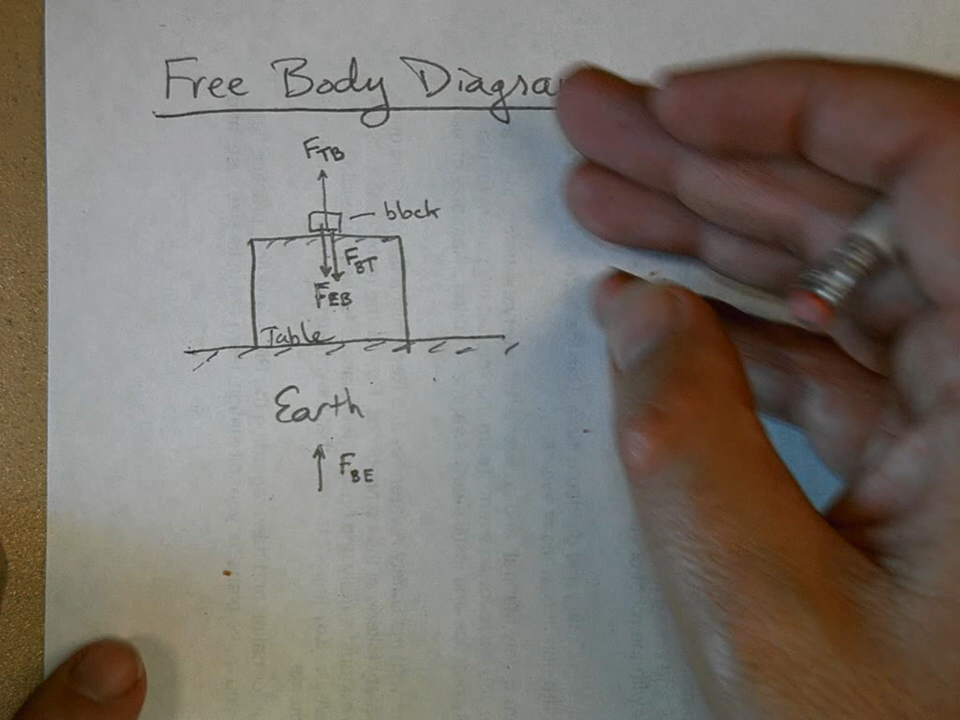 Free Body Diagra
F_TB
block
F_BT
F_EB
Table
Earth
F_BE